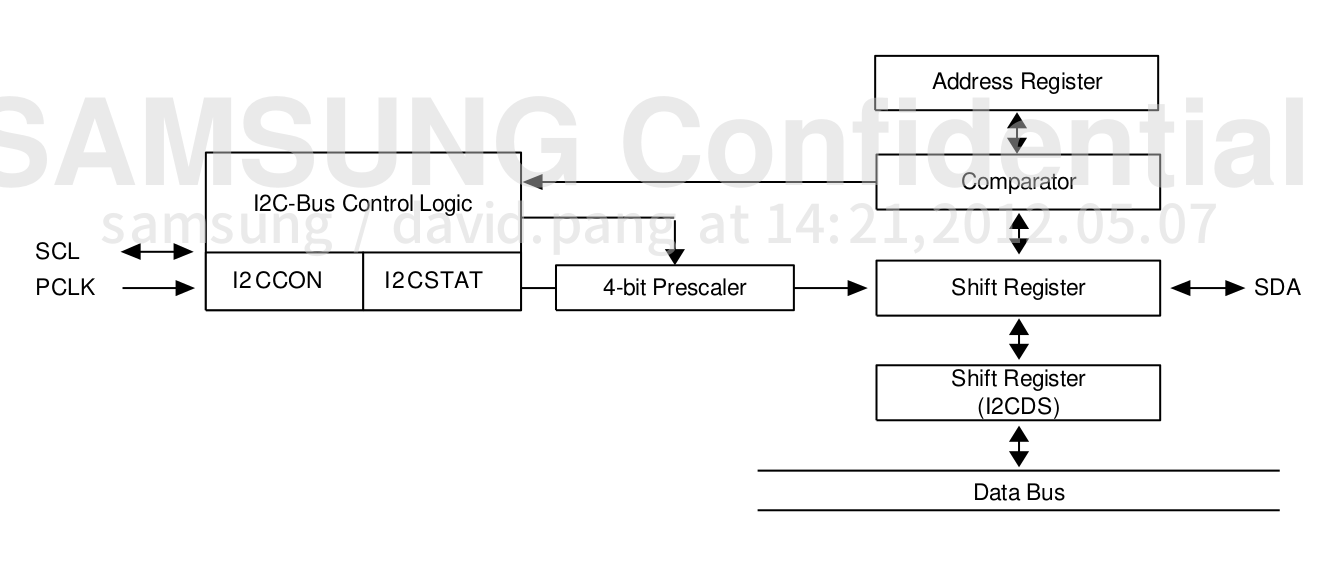 Address Register
SAMSUNG Confidential
Comparator
I2C-Bus Control Logic
samsung / david.pang at 14:21,2012.05.07
SCL
PCLK
I2CCON
I2CSTAT
4-bit Prescaler
Shift Register
SDA
Shift Register
(I2CDS)
Data Bus